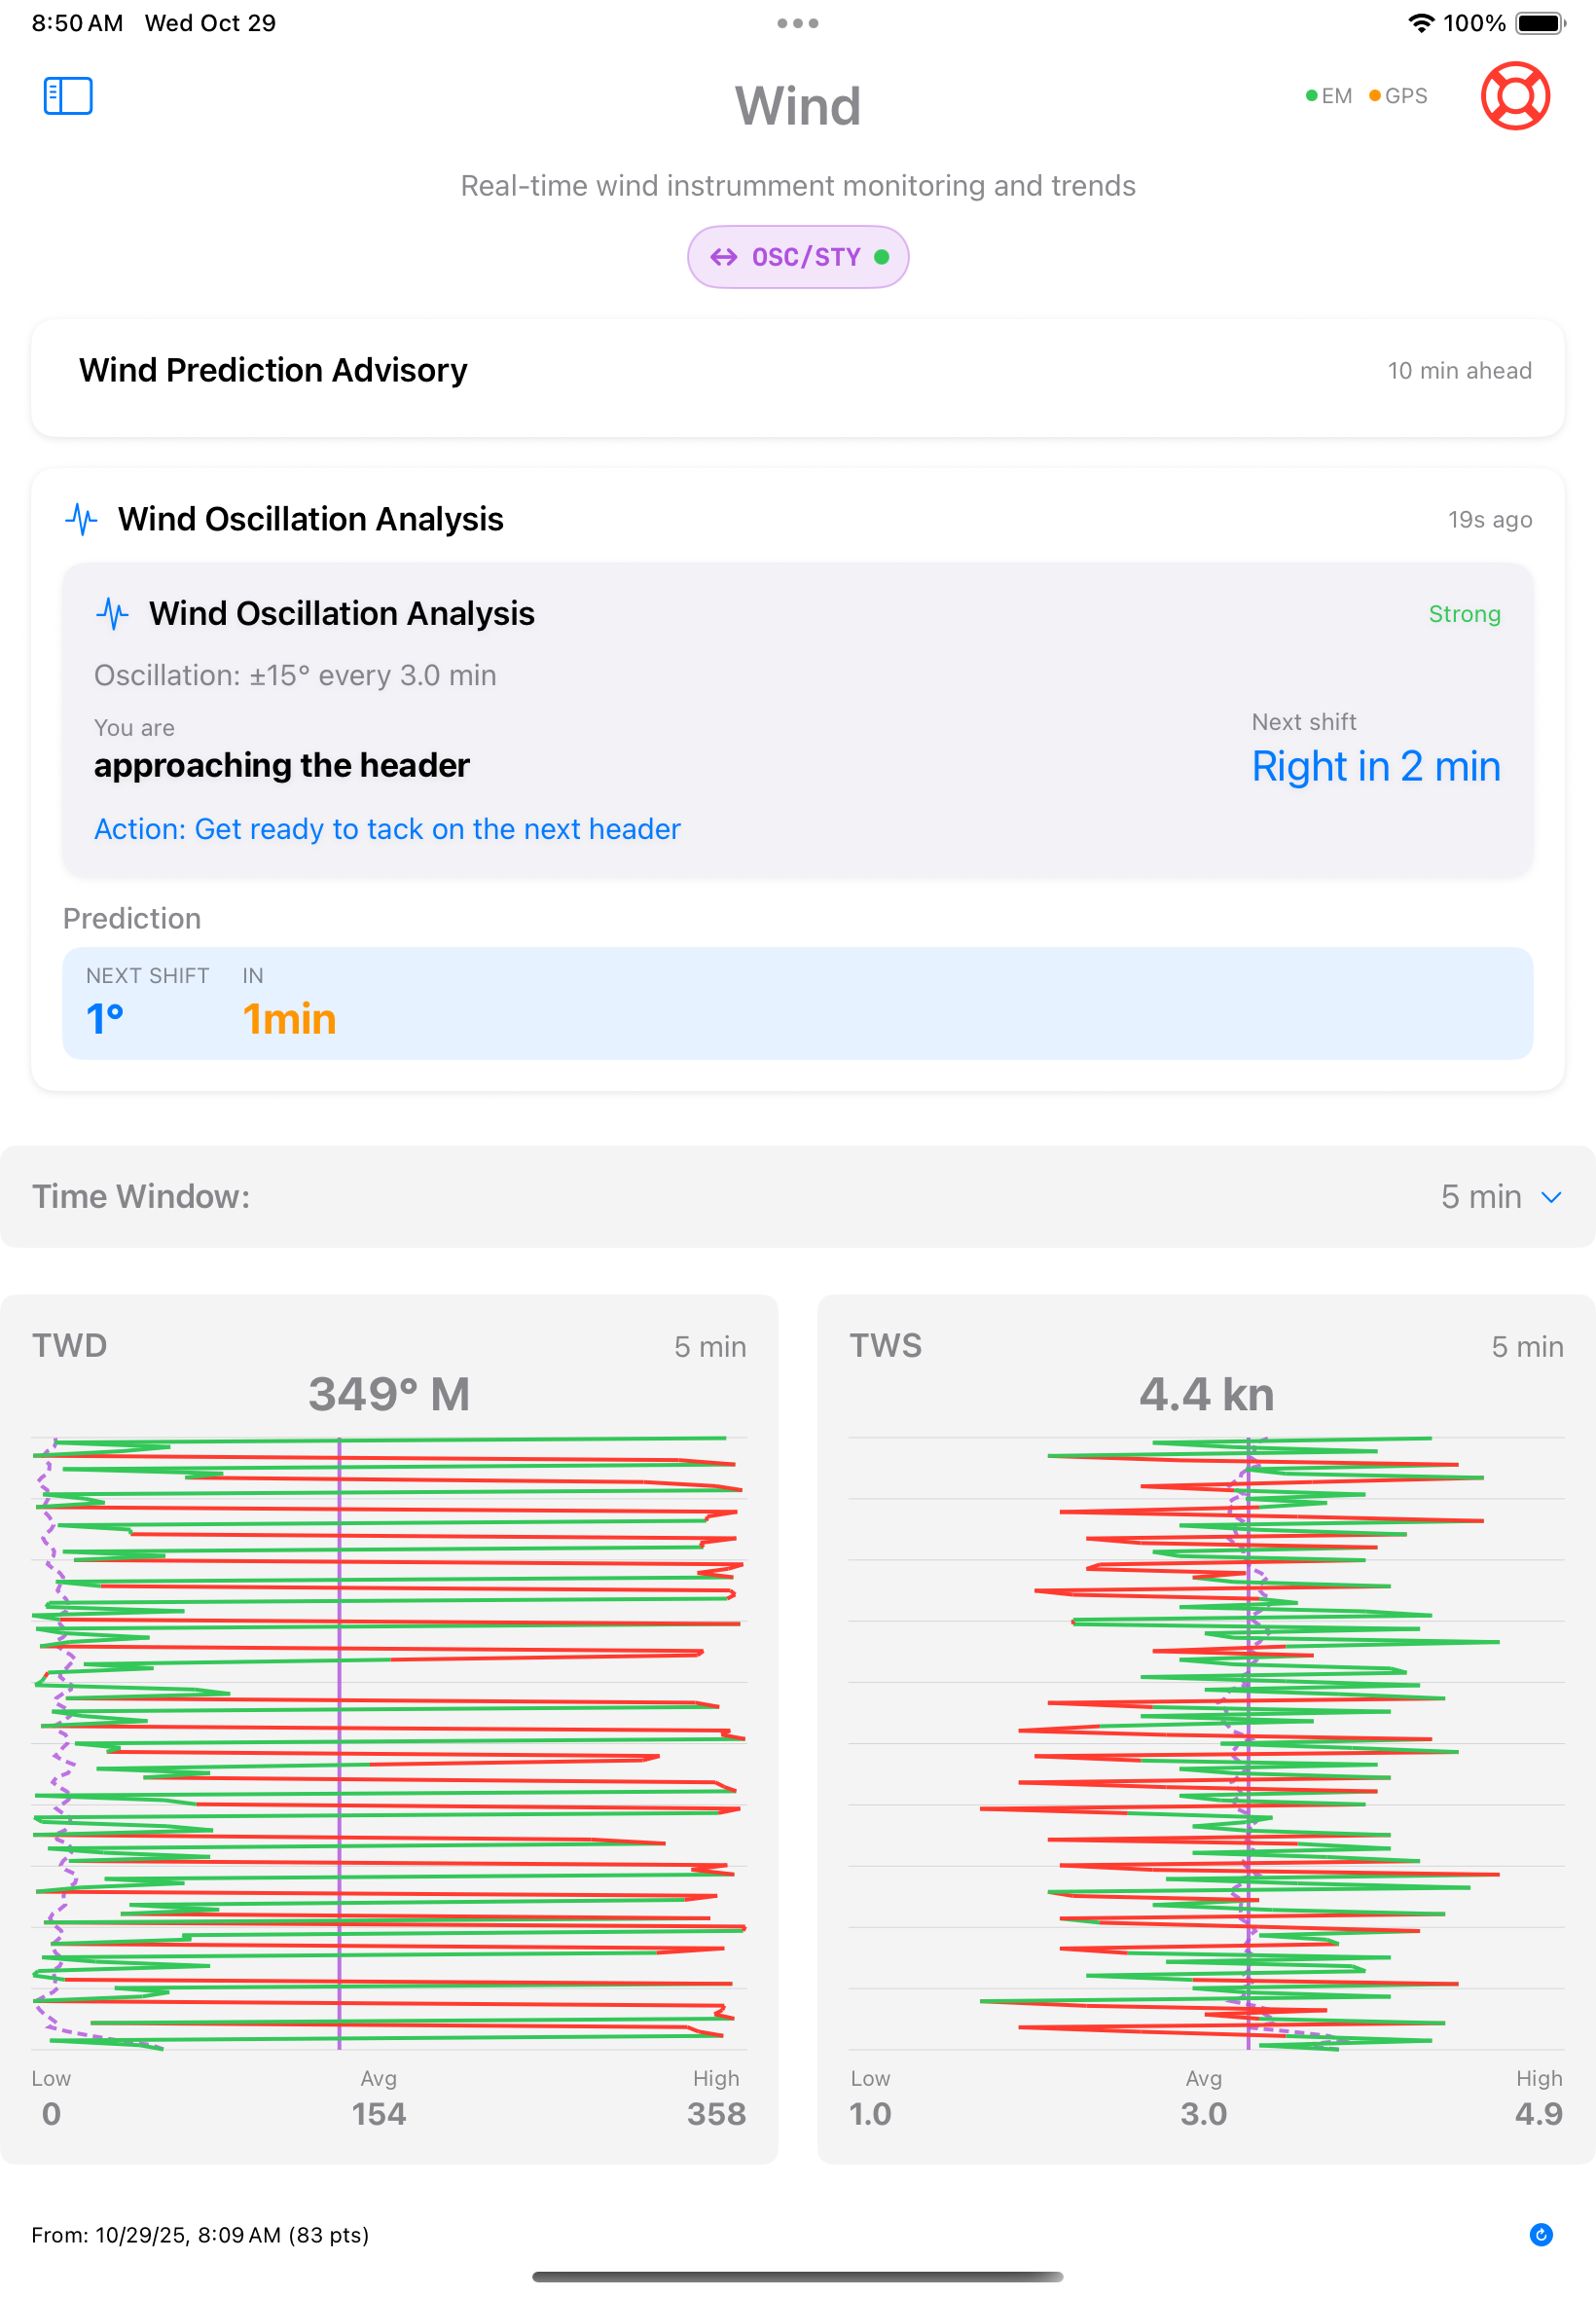 8:50 AM Wed Oct 29
100%
Wind
EM GPS
Real-time wind instrumment monitoring and trends
OSC/STY
Wind Prediction Advisory
10 min ahead
Wind Oscillation Analysis
19s ago
Wind Oscillation Analysis
Strong
Oscillation: ±15° every 3.0 min
You are
approaching the header
Next shift
Right in 2 min
Action: Get ready to tack on the next header
Prediction
NEXT SHIFT IN
1° 1min
Time Window:
5 min
TWD 5 min
349° M
Low Avg High
0 154 358
TWS 5 min
4.4 kn
Low Avg High
1.0 3.0 4.9
From: 10/29/25, 8:09 AM (83 pts)